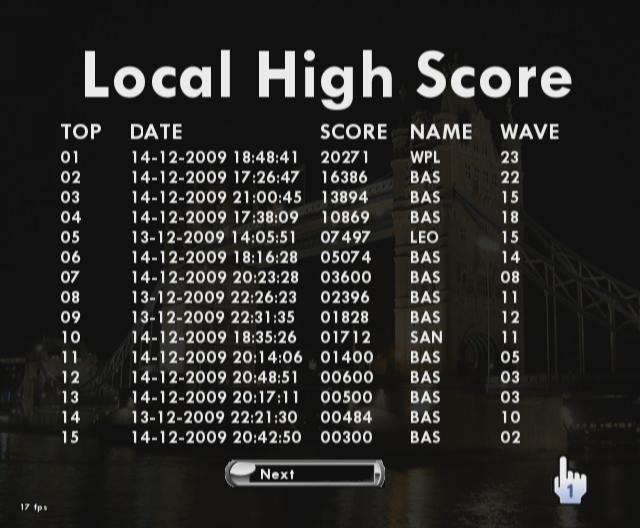 Local High Score
TOP DATE SCORE NAME WAVE
01 14-12-2009 18:48:41 20271 WPL 23
02 14-12-2009 17:26:47 16386 BAS 22
03 14-12-2009 21:00:45 13894 BAS 15
04 14-12-2009 17:38:09 10869 BAS 18
05 13-12-2009 14:05:51 07497 LEO 15
06 14-12-2009 18:16:28 05074 BAS 14
07 14-12-2009 20:23:28 03600 BAS 08
08 13-12-2009 22:26:23 02396 BAS 11
09 13-12-2009 22:31:35 01828 BAS 12
10 14-12-2009 18:35:26 01712 SAN 11
11 14-12-2009 20:14:06 01400 BAS 05
12 14-12-2009 20:48:51 00600 BAS 03
13 14-12-2009 20:17:11 00500 BAS 03
14 13-12-2009 22:21:30 00484 BAS 10
15 14-12-2009 20:42:50 00300 BAS 02
Next
1
17 fps